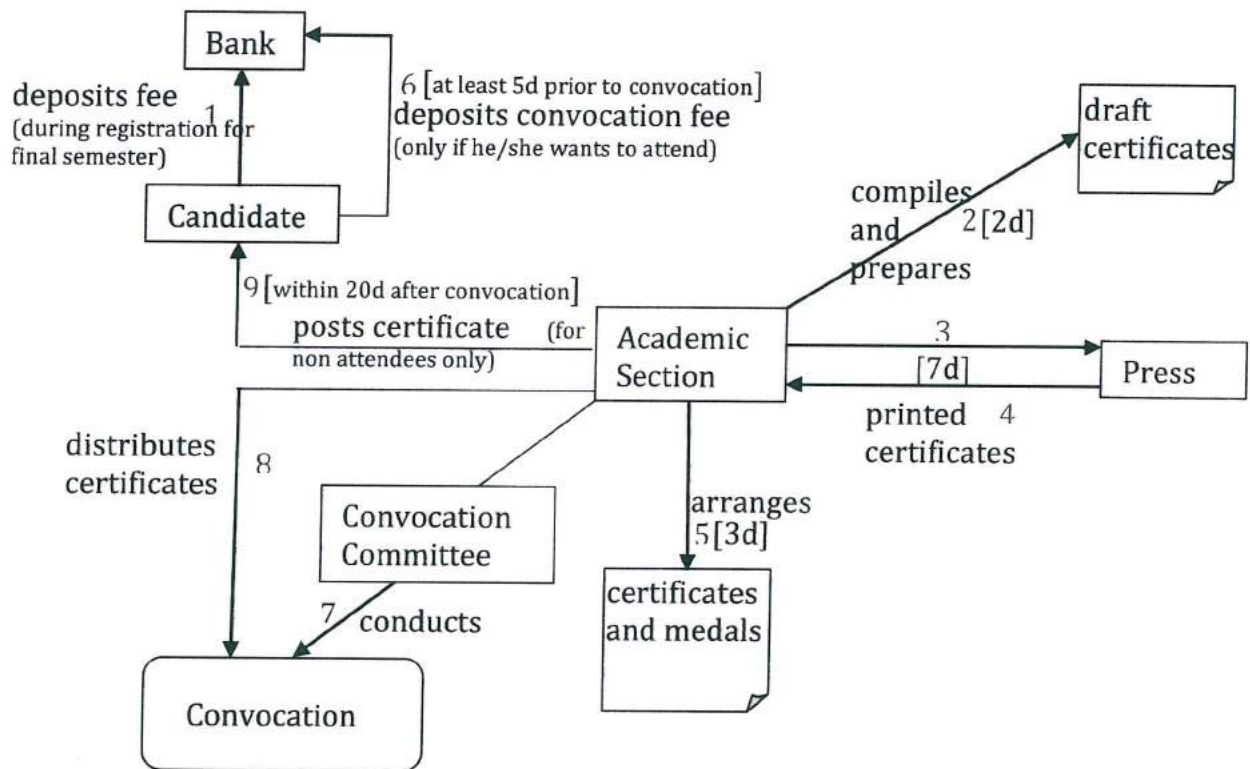 Bank
deposits fee
1
(during registration for
final semester)
6 [at least 5d prior to convocation]
deposits convocation fee
(only if he/she wants to attend)
Candidate
draft
certificates
compiles
and
prepares
2 [2d]
9 [within 20d after convocation]
posts certificate (for
non attendees only)
Academic
Section
3
[7d]
Press
printed 4
certificates
distributes
certificates
8
Convocation
Committee
arranges
5[3d]
7 conducts
certificates
and medals
Convocation